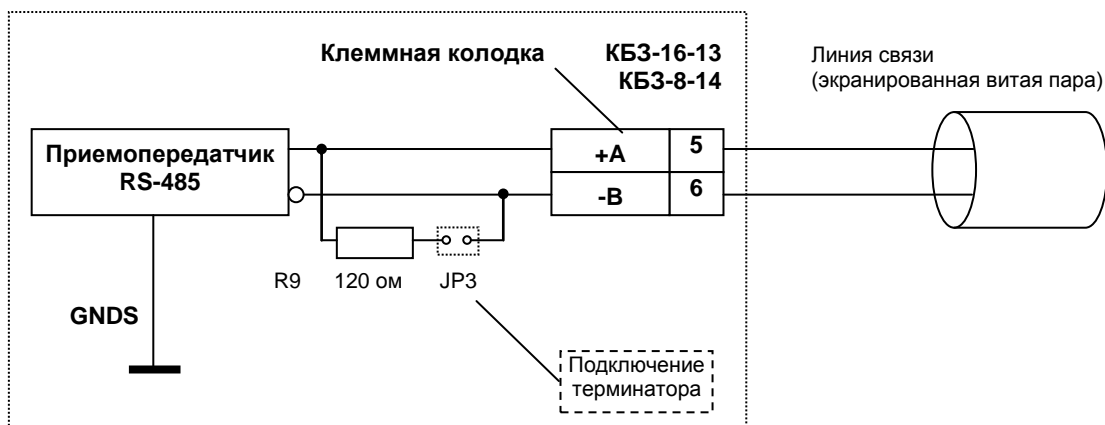 Клеммная колодка
КБЗ-16-13
КБЗ-8-14
Линия связи
(экранированная витая пара)
Приемопередатчик
RS-485
+A
5
-B
6
R9
120 ом
JP3
GNDS
Подключение
терминатора